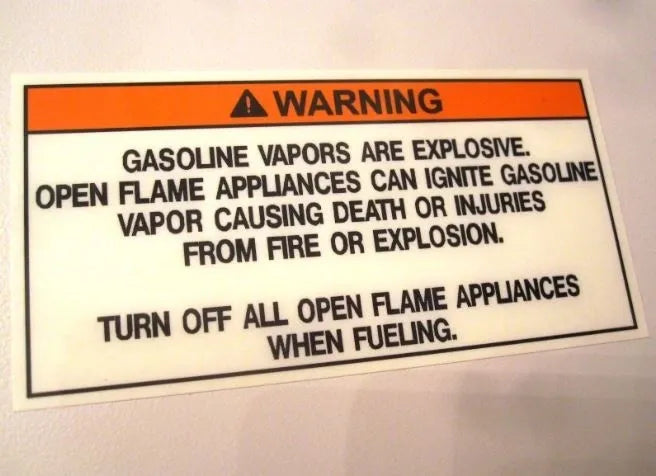 WARNING
GASOLINE VAPORS ARE EXPLOSIVE.
OPEN FLAME APPLIANCES CAN IGNITE GASOLINE
VAPOR CAUSING DEATH OR INJURIES
FROM FIRE OR EXPLOSION.
TURN OFF ALL OPEN FLAME APPLIANCES
WHEN FUELING.